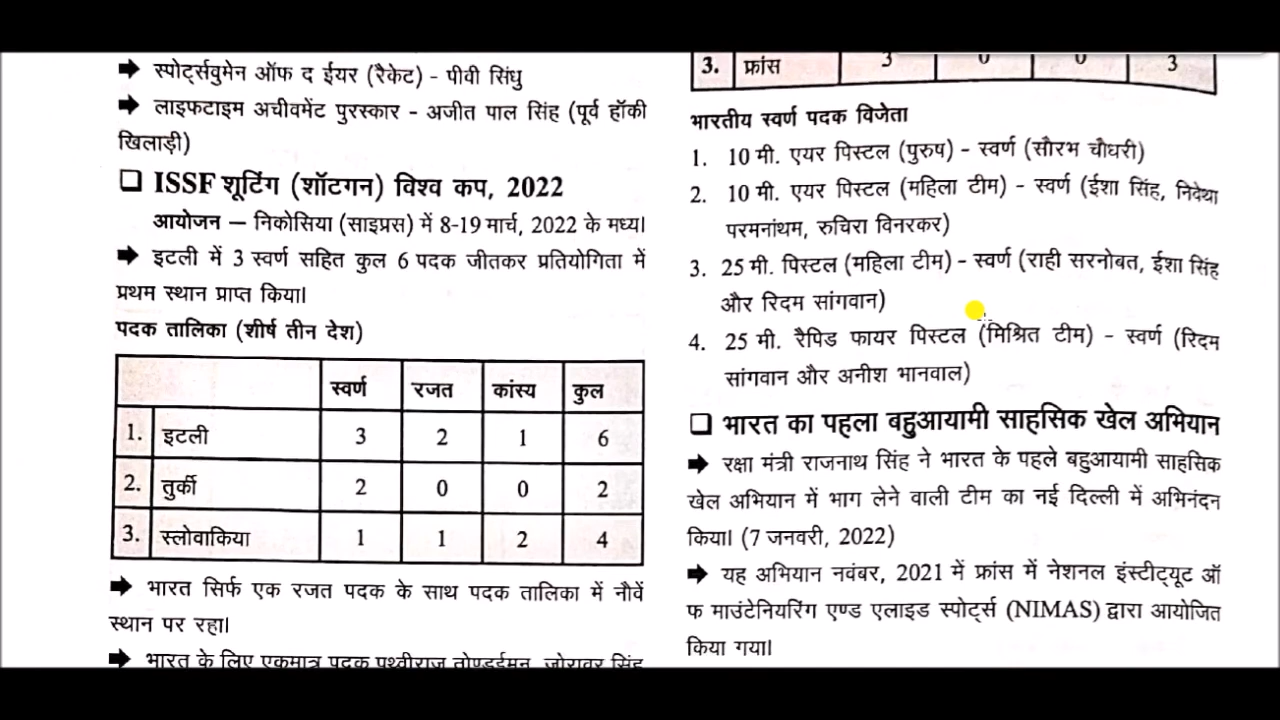 ➡ स्पोर्ट्सवुमेन ऑफ द ईयर (रैकेट) - पीवी सिंधु
➡ लाइफटाइम अचीवमेंट पुरस्कार - अजीत पाल सिंह (पूर्व हॉकी
खिलाड़ी)
❑ ISSF शूटिंग (शॉटगन) विश्व कप, 2022
आयोजन – निकोसिया (साइप्रस) में 8-19 मार्च, 2022 के मध्य।
➡ इटली में 3 स्वर्ण सहित कुल 6 पदक जीतकर प्रतियोगिता में
प्रथम स्थान प्राप्त किया।
पदक तालिका (शीर्ष तीन देश)
स्वर्ण रजत कांस्य कुल
1. इटली 3 2 1 6
2. तुर्की 2 0 0 2
3. स्लोवाकिया 1 1 2 4
➡ भारत सिर्फ एक रजत पदक के साथ पदक तालिका में नौवें
स्थान पर रहा।
➡ भारत के लिए एकमात्र पदक पृथ्वीराज तोण्डईमन, जोरावर सिंह
3. फ्रांस 3 0 0 3
भारतीय स्वर्ण पदक विजेता
1. 10 मी. एयर पिस्टल (पुरुष) - स्वर्ण (सौरभ चौधरी)
2. 10 मी. एयर पिस्टल (महिला टीम) - स्वर्ण (ईशा सिंह, निवेथा
परमनांथम, रुचिरा विनरकर)
3. 25 मी. पिस्टल (महिला टीम) - स्वर्ण (राही सरनोबत, ईशा सिंह
और रिदम सांगवान)
4. 25 मी. रैपिड फायर पिस्टल (मिश्रित टीम) - स्वर्ण (रिदम
सांगवान और अनीश भानवाल)
❑ भारत का पहला बहुआयामी साहसिक खेल अभियान
➡ रक्षा मंत्री राजनाथ सिंह ने भारत के पहले बहुआयामी साहसिक
खेल अभियान में भाग लेने वाली टीम का नई दिल्ली में अभिनंदन
किया। (7 जनवरी, 2022)
➡ यह अभियान नवंबर, 2021 में फ्रांस में नेशनल इंस्टीट्यूट ऑ
फ माउंटेनियरिंग एण्ड एलाइड स्पोर्ट्स (NIMAS) द्वारा आयोजित
किया गया।